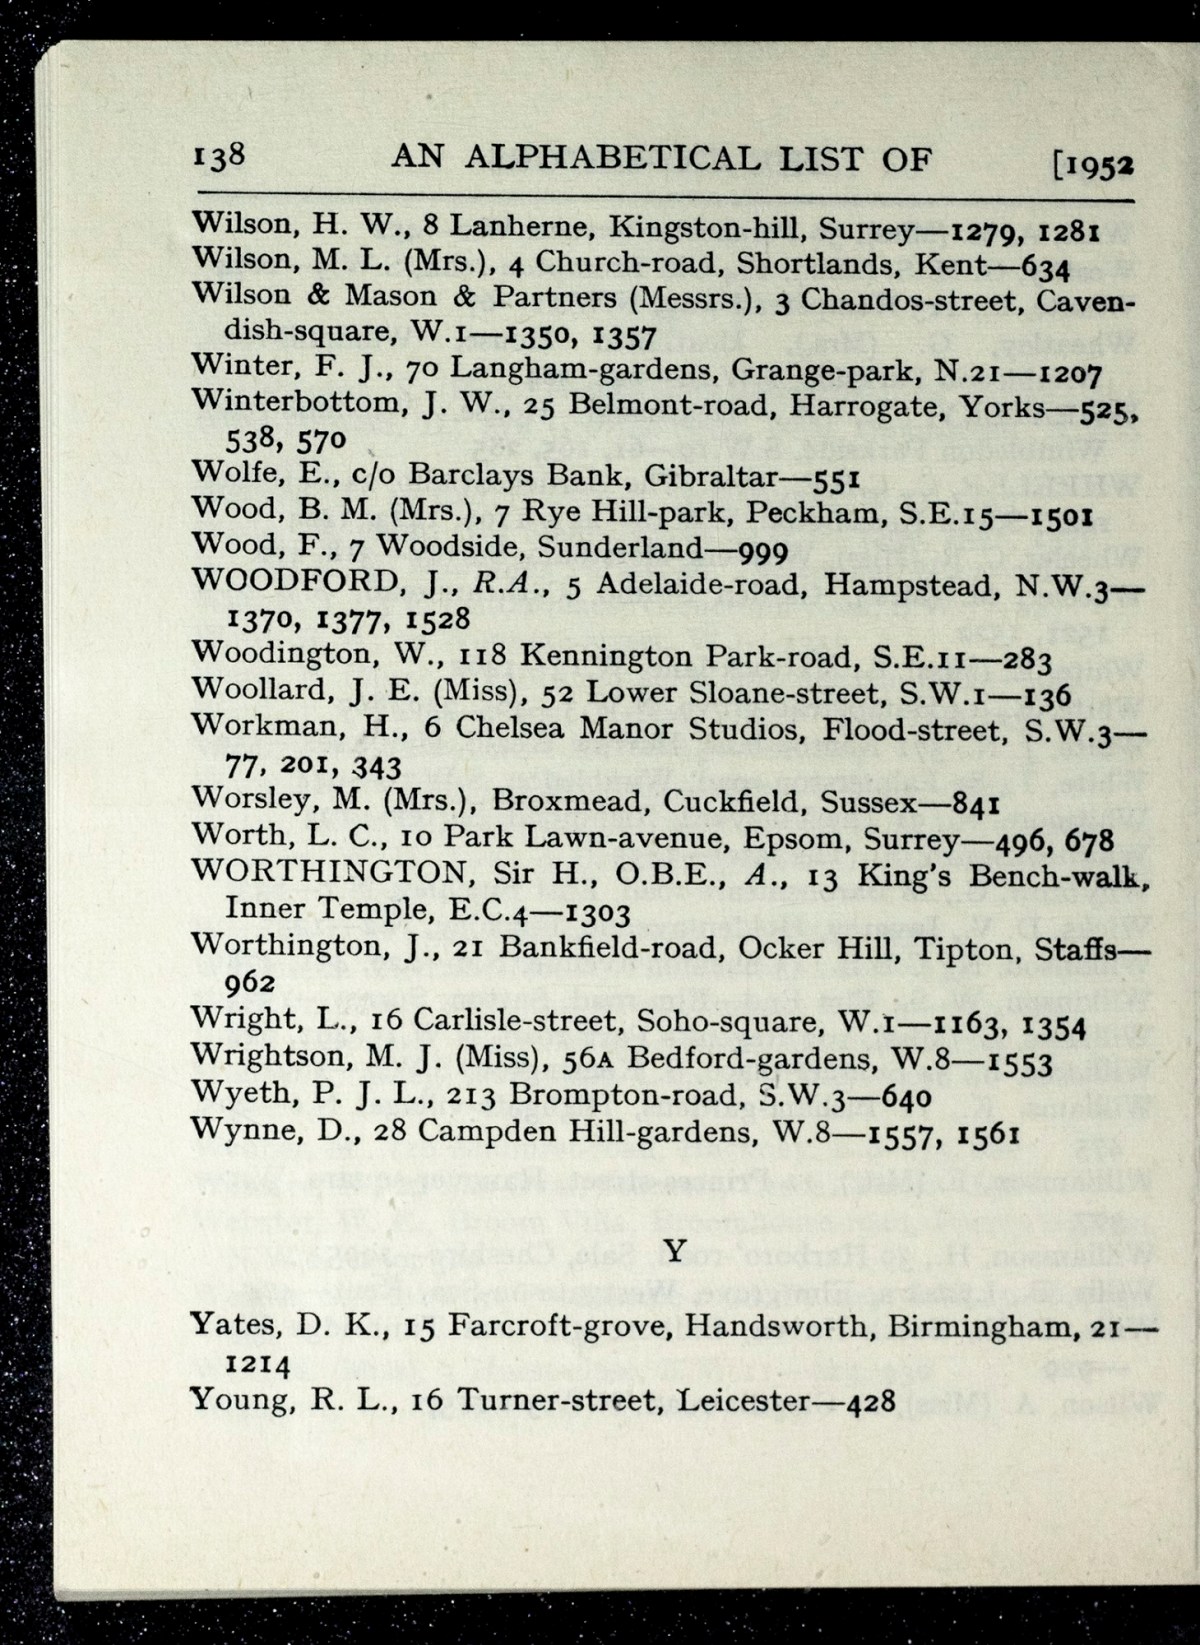 138 AN ALPHABETICAL LIST OF [1952
Wilson, H. W., 8 Lanherne, Kingston-hill, Surrey—1279, 1281
Wilson, M. L. (Mrs.), 4 Church-road, Shortlands, Kent—634
Wilson & Mason & Partners (Messrs.), 3 Chandos-street, Caven-
dish-square, W.1—1350, 1357
Winter, F. J., 70 Langham-gardens, Grange-park, N.21—1207
Winterbottom, J. W., 25 Belmont-road, Harrogate, Yorks—525,
538, 570
Wolfe, E., c/o Barclays Bank, Gibraltar—551
Wood, B. M. (Mrs.), 7 Rye Hill-park, Peckham, S.E.15—1501
Wood, F., 7 Woodside, Sunderland—999
WOODFORD, J., R.A., 5 Adelaide-road, Hampstead, N.W.3—
1370, 1377, 1528
Woodington, W., 118 Kennington Park-road, S.E.11—283
Woollard, J. E. (Miss), 52 Lower Sloane-street, S.W.1—136
Workman, H., 6 Chelsea Manor Studios, Flood-street, S.W.3—
77, 201, 343
Worsley, M. (Mrs.), Broxmead, Cuckfield, Sussex—841
Worth, L. C., 10 Park Lawn-avenue, Epsom, Surrey—496, 678
WORTHINGTON, Sir H., O.B.E., A., 13 King's Bench-walk,
Inner Temple, E.C.4—1303
Worthington, J., 21 Bankfield-road, Ocker Hill, Tipton, Staffs—
962
Wright, L., 16 Carlisle-street, Soho-square, W.1—1163, 1354
Wrightson, M. J. (Miss), 56A Bedford-gardens, W.8—1553
Wyeth, P. J. L., 213 Brompton-road, S.W.3—640
Wynne, D., 28 Campden Hill-gardens, W.8—1557, 1561
Y
Yates, D. K., 15 Farcroft-grove, Handsworth, Birmingham, 21—
1214
Young, R. L., 16 Turner-street, Leicester—428